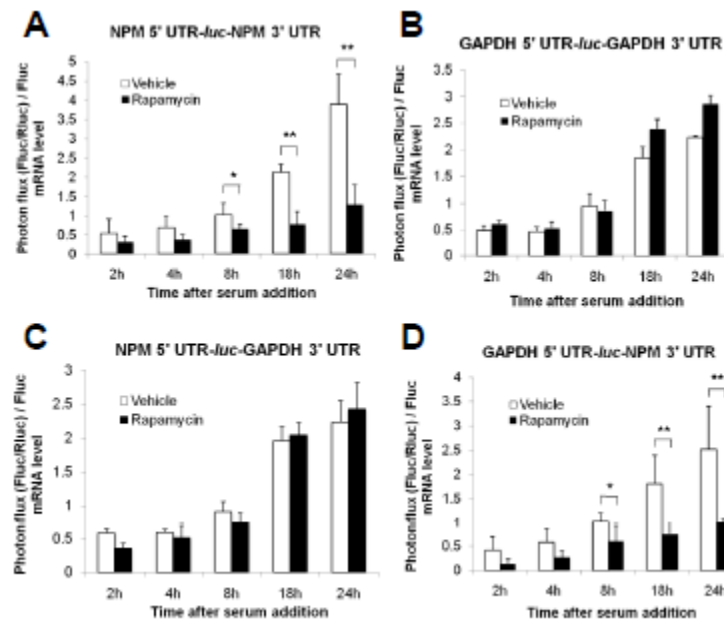 A
NPM 5' UTR-luc-NPM 3' UTR
Photon flux (Fluc/Rluc) / Fluc
mRNA level
5
4.5
4
3.5
3
2.5
2
1.5
1
0.5
0
Vehicle
Rapamycin
*
**
**
2h 4h 8h 18h 24h
Time after serum addition
B
GAPDH 5' UTR-luc-GAPDH 3' UTR
Photon flux (Fluc/Rluc) / Fluc
mRNA level
3.5
3
2.5
2
1.5
1
0.5
0
Vehicle
Rapamycin
2h 4h 8h 18h 24h
Time after serum addition
C
NPM 5' UTR-luc-GAPDH 3' UTR
Photon flux (Fluc/Rluc) / Fluc
mRNA level
3
2.5
2
1.5
1
0.5
0
Vehicle
Rapamycin
2h 4h 8h 18h 24h
Time after serum addition
D
GAPDH 5' UTR-luc-NPM 3' UTR
Photon flux (Fluc/Rluc) / Fluc
mRNA level
4
3.5
3
2.5
2
1.5
1
0.5
0
Vehicle
Rapamycin
*
**
**
2h 4h 8h 18h 24h
Time after serum addition